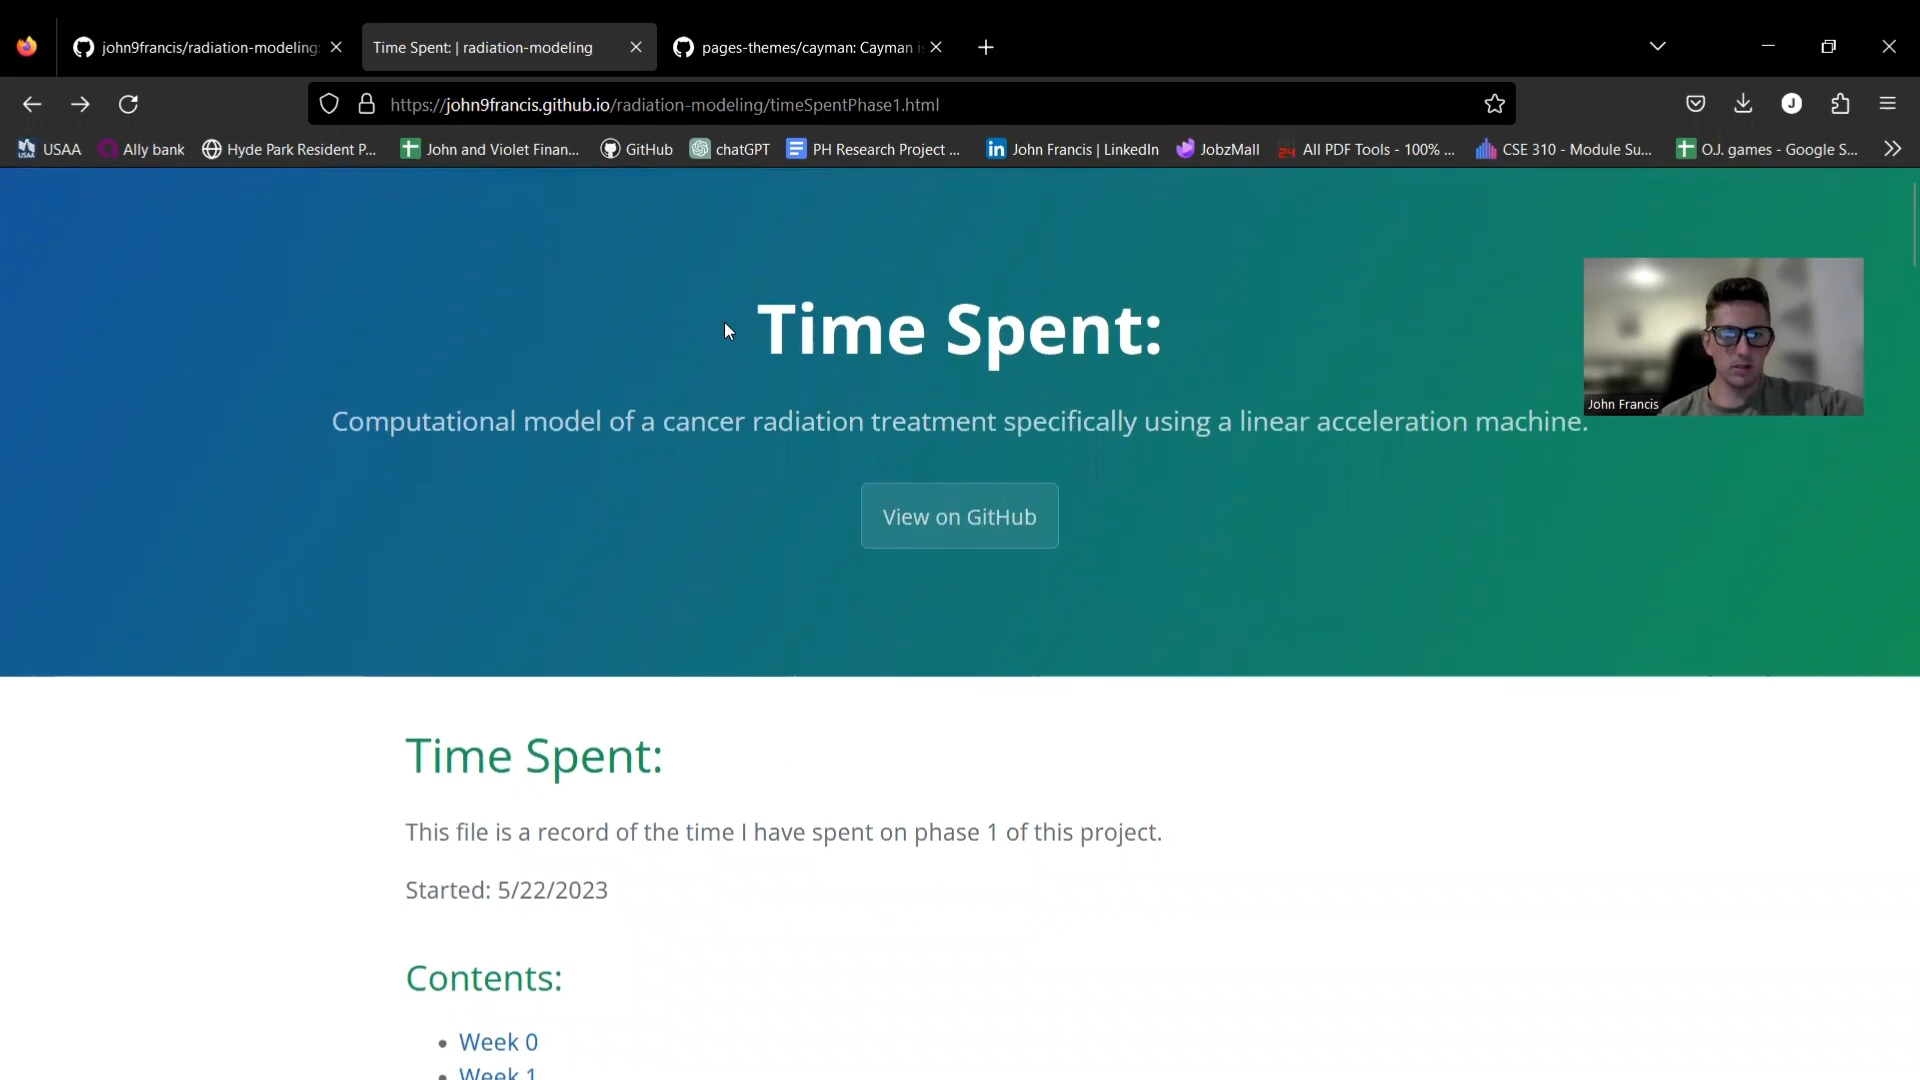 john9francis/radiation-modeling:
Time Spent: | radiation-modeling
pages-themes/cayman: Cayman is
https://john9francis.github.io/radiation-modeling/timeSpentPhase1.html
J
USAA
Ally bank
Hyde Park Resident P...
John and Violet Finan...
GitHub
chatGPT
PH Research Project ...
John Francis | LinkedIn
JobzMall
All PDF Tools - 100% ...
CSE 310 - Module Su...
O.J. games - Google S...
Time Spent:
John Francis
Computational model of a cancer radiation treatment specifically using a linear acceleration machine.
View on GitHub
Time Spent:
This file is a record of the time I have spent on phase 1 of this project.
Started: 5/22/2023
Contents:
• Week 0
• Week 1